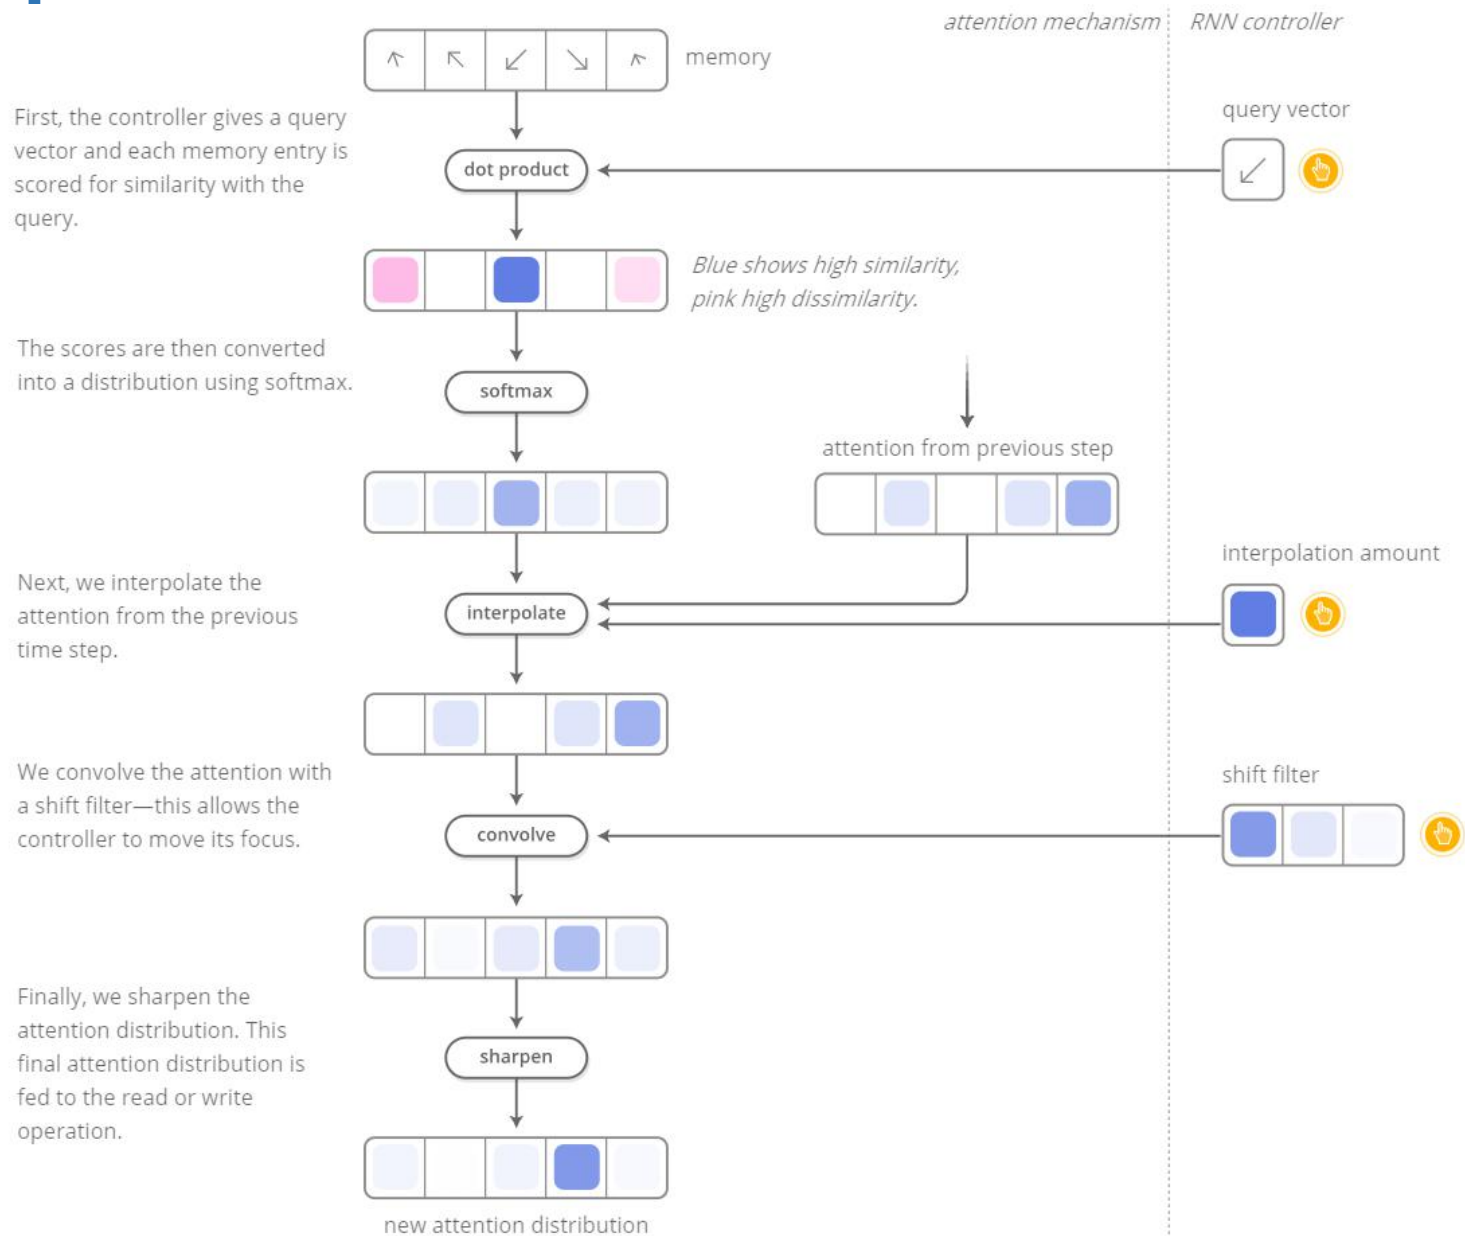 attention mechanism
RNN controller
memory
query vector
First, the controller gives a query
vector and each memory entry is
scored for similarity with the
query.
dot product
Blue shows high similarity,
pink high dissimilarity.
The scores are then converted
into a distribution using softmax.
softmax
attention from previous step
interpolation amount
Next, we interpolate the
attention from the previous
time step.
interpolate
We convolve the attention with
a shift filter—this allows the
controller to move its focus.
shift filter
convolve
Finally, we sharpen the
attention distribution. This
final attention distribution is
fed to the read or write
operation.
sharpen
new attention distribution